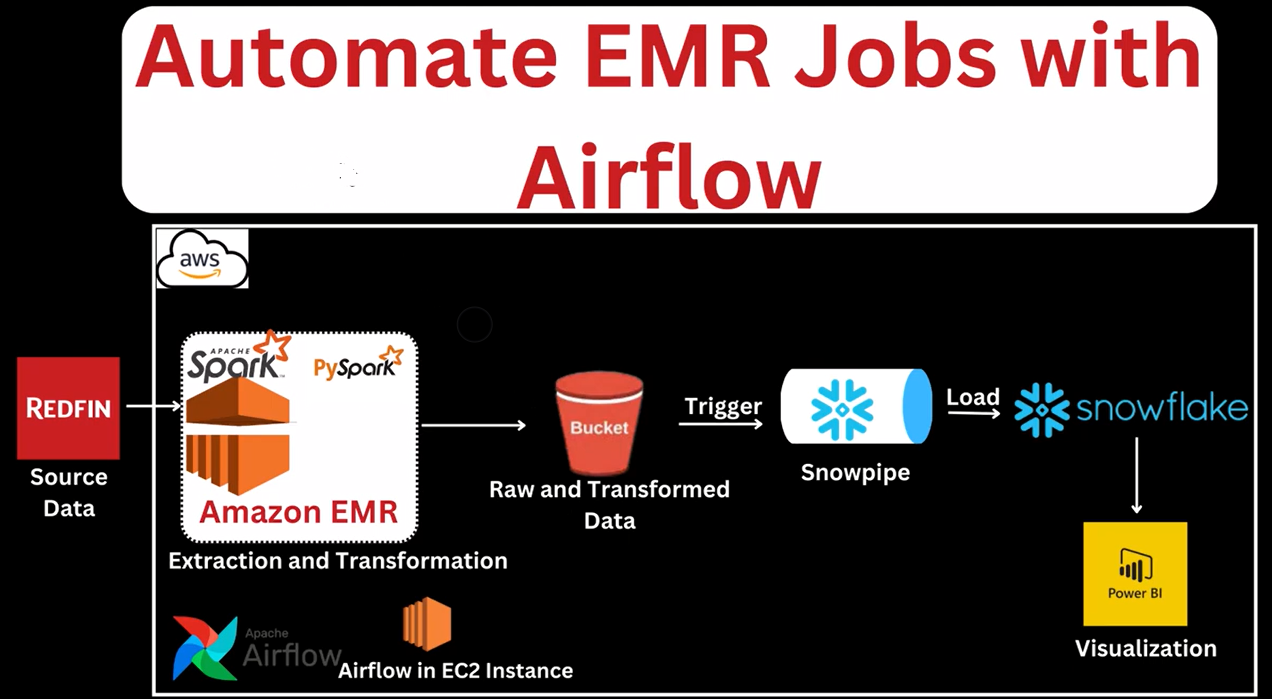 Automate EMR Jobs with
Airflow
aws
APACHE
Spark
PySpark
REDFIN
Bucket
Trigger
Load
snowflake
Source
Data
Amazon EMR
Raw and Transformed
Data
Snowpipe
Extraction and Transformation
Power BI
Visualization
Apache
Airflow
Airflow in EC2 Instance